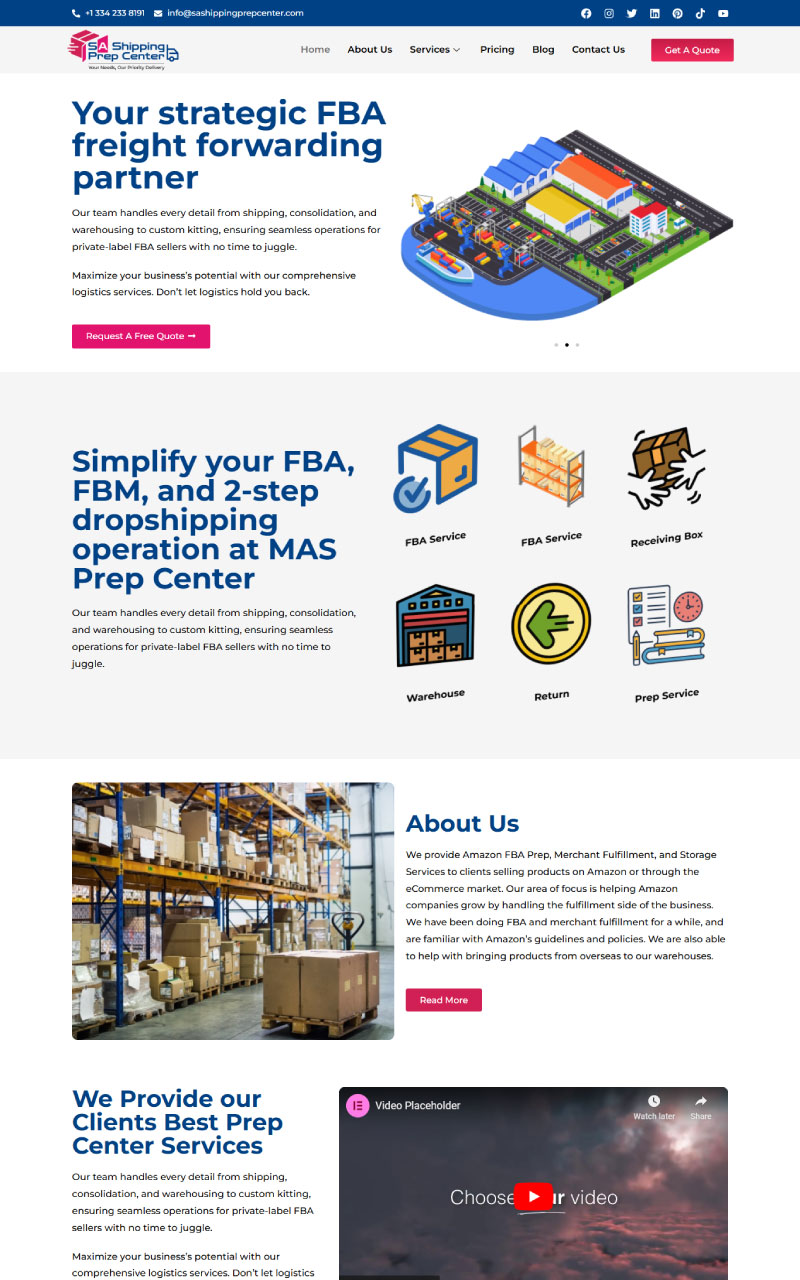 +1 334 233 8191 info@sashippingprepcenter.com
SA Shipping
Prep Center
Your Needs, Our Priority Delivery
Home About Us Services Pricing Blog Contact Us Get A Quote
Your strategic FBA
freight forwarding
partner
Our team handles every detail from shipping, consolidation, and
warehousing to custom kitting, ensuring seamless operations for
private-label FBA sellers with no time to juggle.
Maximize your business's potential with our comprehensive
logistics services. Don't let logistics hold you back.
Request A Free Quote
Simplify your FBA,
FBM, and 2-step
dropshipping
operation at MAS
Prep Center
Our team handles every detail from shipping, consolidation,
and warehousing to custom kitting, ensuring seamless
operations for private-label FBA sellers with no time to
juggle.
FBA Service FBA Service Receiving Box
Warehouse Return Prep Service
About Us
We provide Amazon FBA Prep, Merchant Fulfillment, and Storage
Services to clients selling products on Amazon or through the
eCommerce market. Our area of focus is helping Amazon
companies grow by handling the fulfillment side of the business.
We have been doing FBA and merchant fulfillment for a while, and
are familiar with Amazon's guidelines and policies. We are also able
to help with bringing products from overseas to our warehouses.
Read More
We Provide our
Clients Best Prep
Center Services
Our team handles every detail from shipping,
consolidation, and warehousing to custom kitting,
ensuring seamless operations for private-label FBA
sellers with no time to juggle.
Maximize your business's potential with our
comprehensive logistics services. Don't let logistics
Video Placeholder
Watch later Share
Choose video